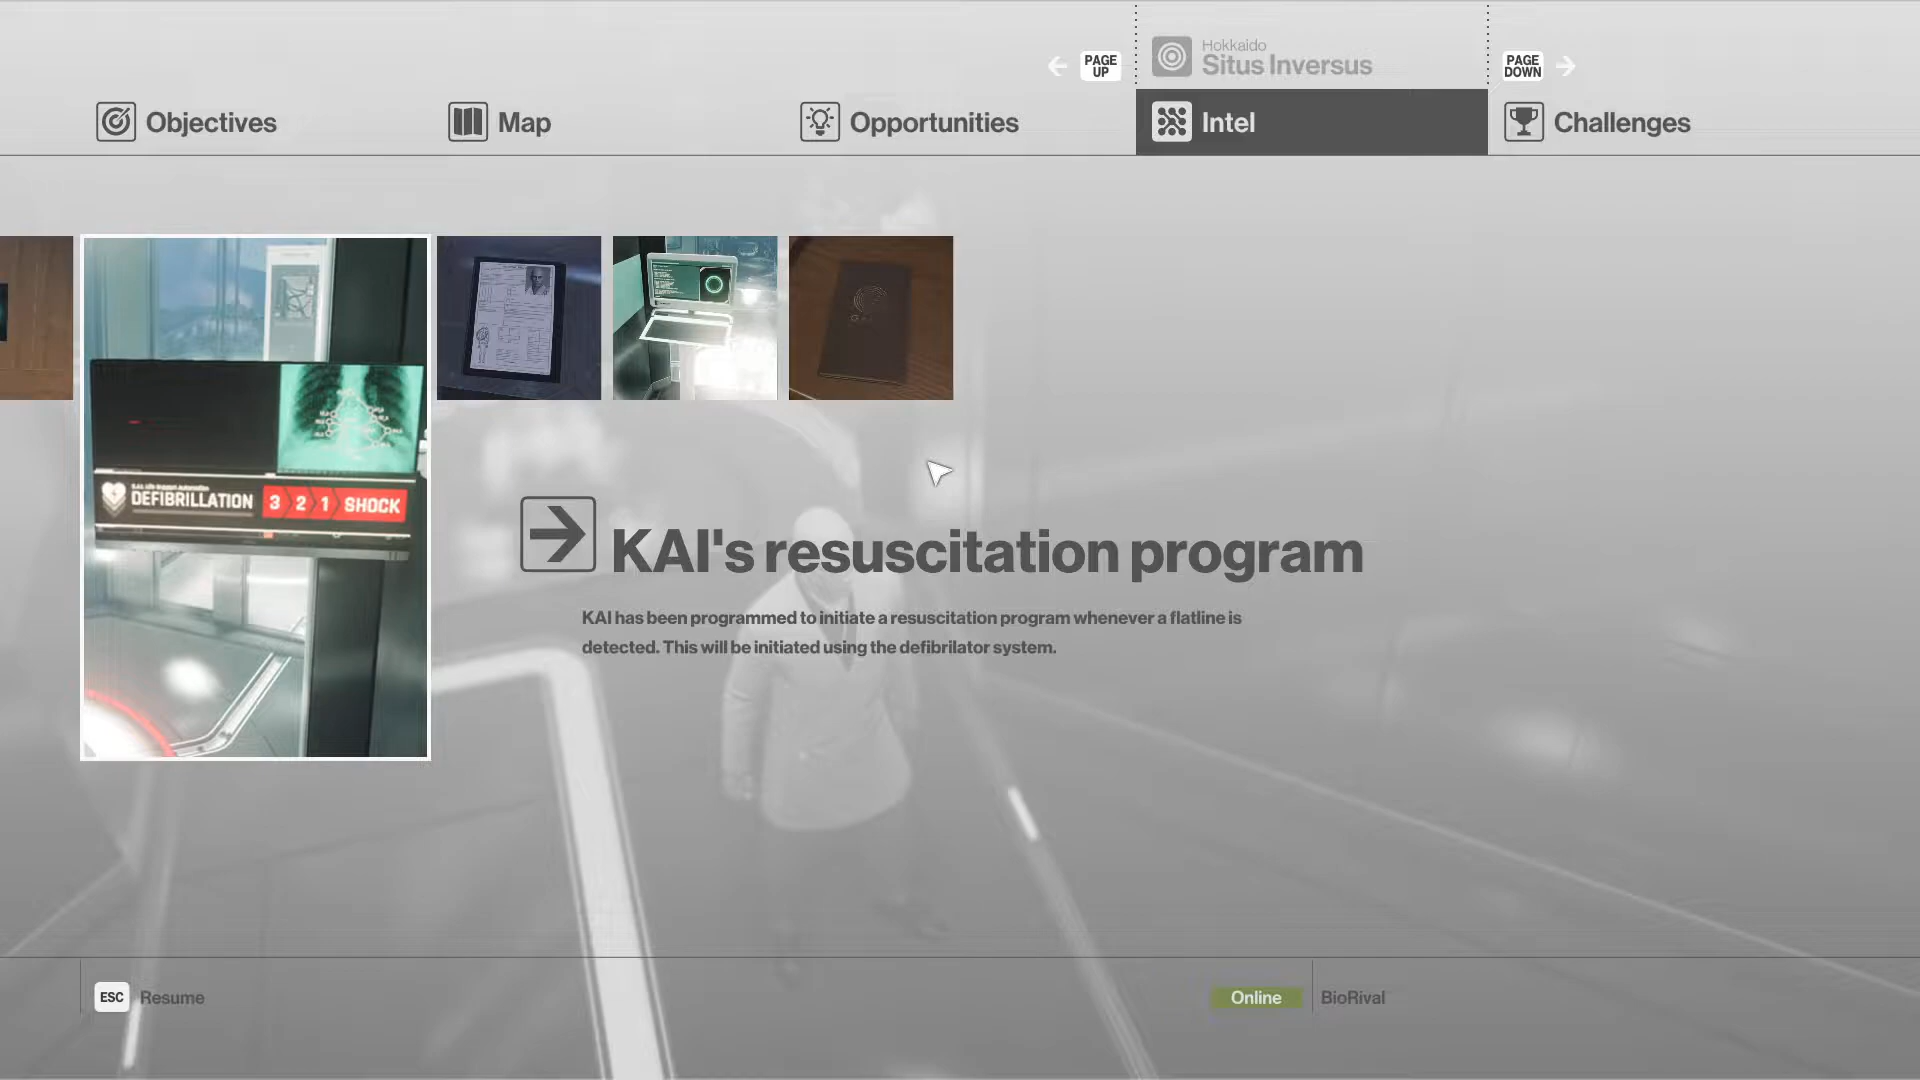 Hokkaido
Situs Inversus
PAGE UP
PAGE DOWN
Objectives
Map
Opportunities
Intel
Challenges
DEFIBRILLATION
3 2 1 SHOCK
KAI's resuscitation program
KAI has been programmed to initiate a resuscitation program whenever a flatline is
detected. This will be initiated using the defibrilator system.
ESC Resume
Online
BioRival